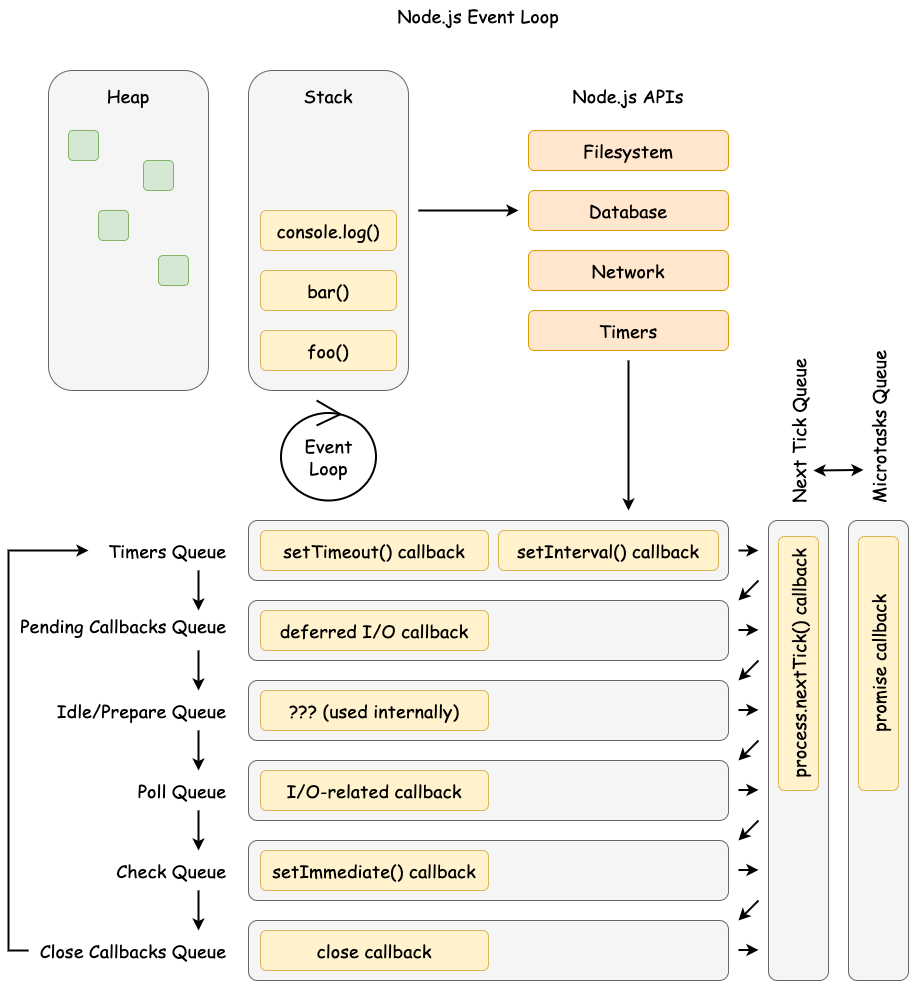 Node.js Event Loop
Heap
Stack
Node.js APIs
Filesystem
Database
Network
Timers
console.log()
bar()
foo()
Event
Loop
Next Tick Queue
Microtasks Queue
Timers Queue
setTimeout() callback
setInterval() callback
Pending Callbacks Queue
deferred I/O callback
Idle/Prepare Queue
??? (used internally)
Poll Queue
I/O-related callback
Check Queue
setImmediate() callback
Close Callbacks Queue
close callback
process.nextTick() callback
promise callback